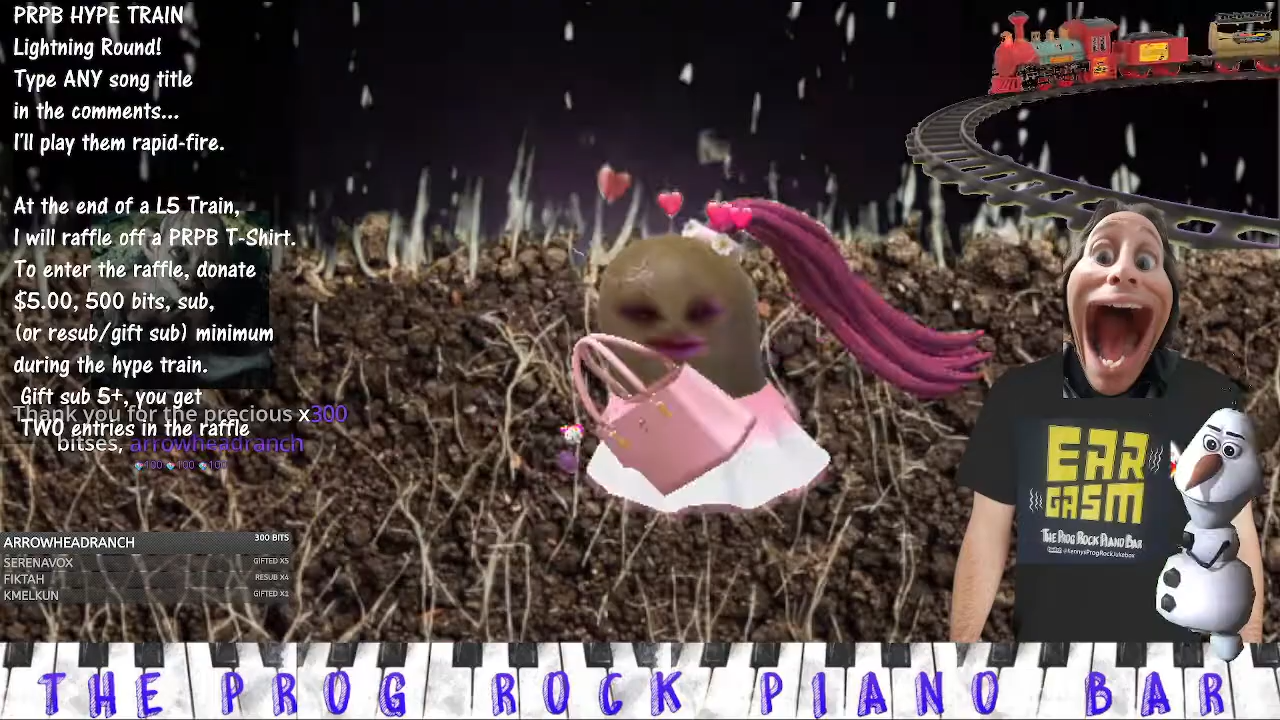 PRPB HYPE TRAIN
Lightning Round!
Type ANY song title
in the comments...
I'll play them rapid-fire.
At the end of a L5 Train,
I will raffle off a PRPB T-Shirt.
To enter the raffle, donate
$5.00, 500 bits, sub,
(or resub/gift sub) minimum
during the hype train.
Gift sub 5+, you get
TWO entries in the raffle
Thank you for the precious x300
bitses, arrowheadranch
100 100 100
ARROWHEADRANCH 300 BITS
SERENAVOX GIFTED X5
FIKTAH RESUB X4
KMELKUN GIFTED X2
EAR
GASM
THE PROG ROCK PIANO BAR
@KennysProgRockJukebox
THE PROG ROCK PIANO BAR